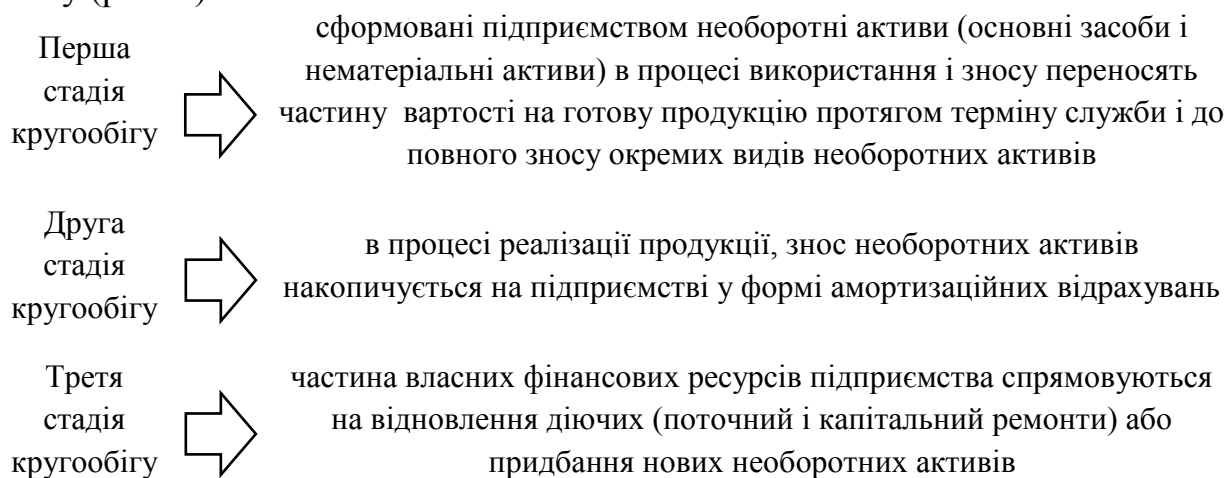 Перша
стадія
кругообігу
сформовані підприємством необоротні активи (основні засоби і
нематеріальні активи) в процесі використання і зносу переносять
частину вартості на готову продукцію протягом терміну служби і до
повного зносу окремих видів необоротних активів
Друга
стадія
кругообігу
в процесі реалізації продукції, знос необоротних активів
накопичується на підприємстві у формі амортизаційних відрахувань
Третя
стадія
кругообігу
частина власних фінансових ресурсів підприємства спрямовуються
на відновлення діючих (поточний і капітальний ремонти) або
придбання нових необоротних активів